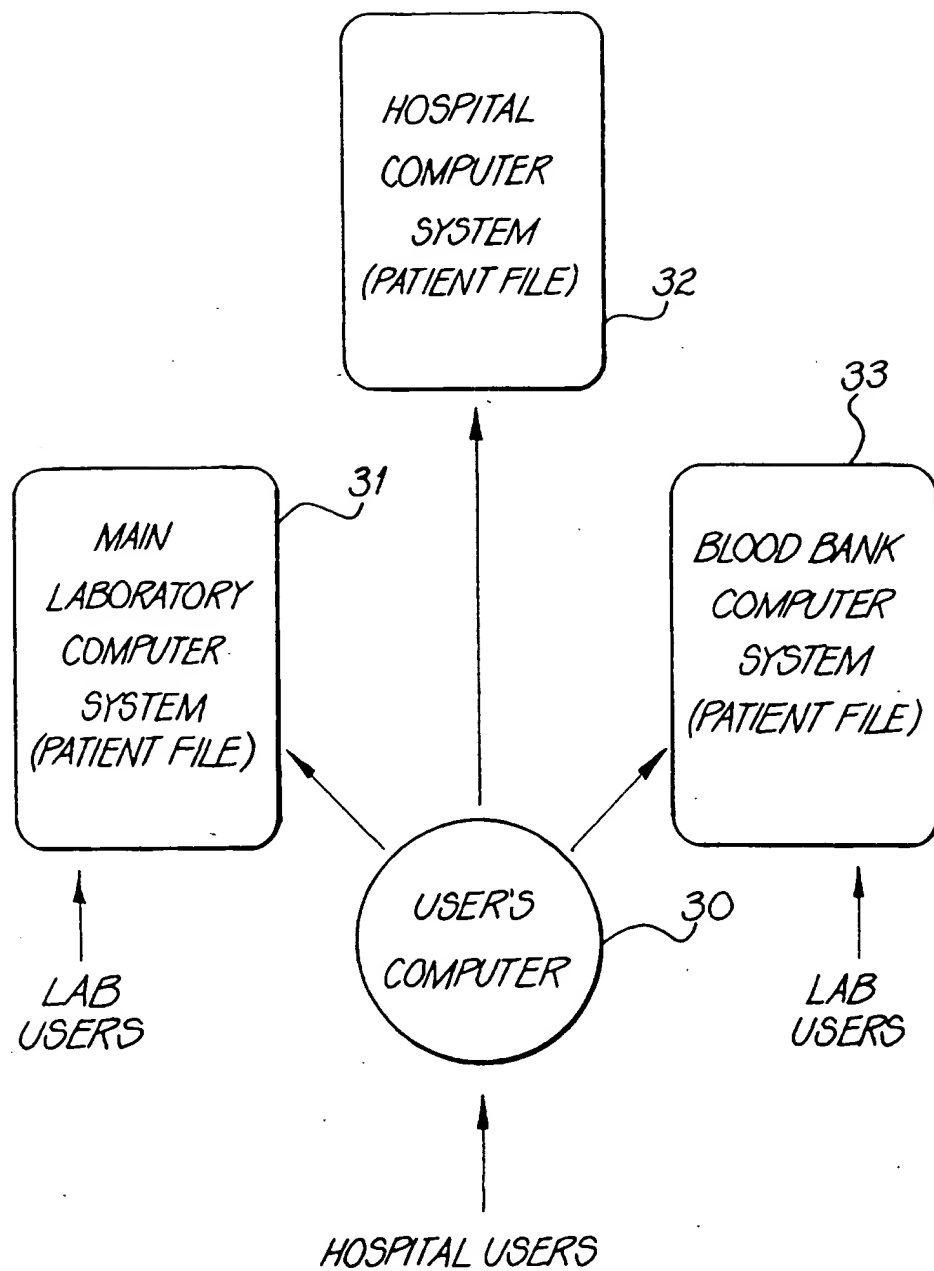 HOSPITAL
COMPUTER
SYSTEM
(PATIENT FILE)
32
33
31
MAIN
LABORATORY
COMPUTER
SYSTEM
(PATIENT FILE)
BLOOD BANK
COMPUTER
SYSTEM
(PATIENT FILE)
USER'S
COMPUTER
30
LAB
USERS
LAB
USERS
HOSPITAL USERS